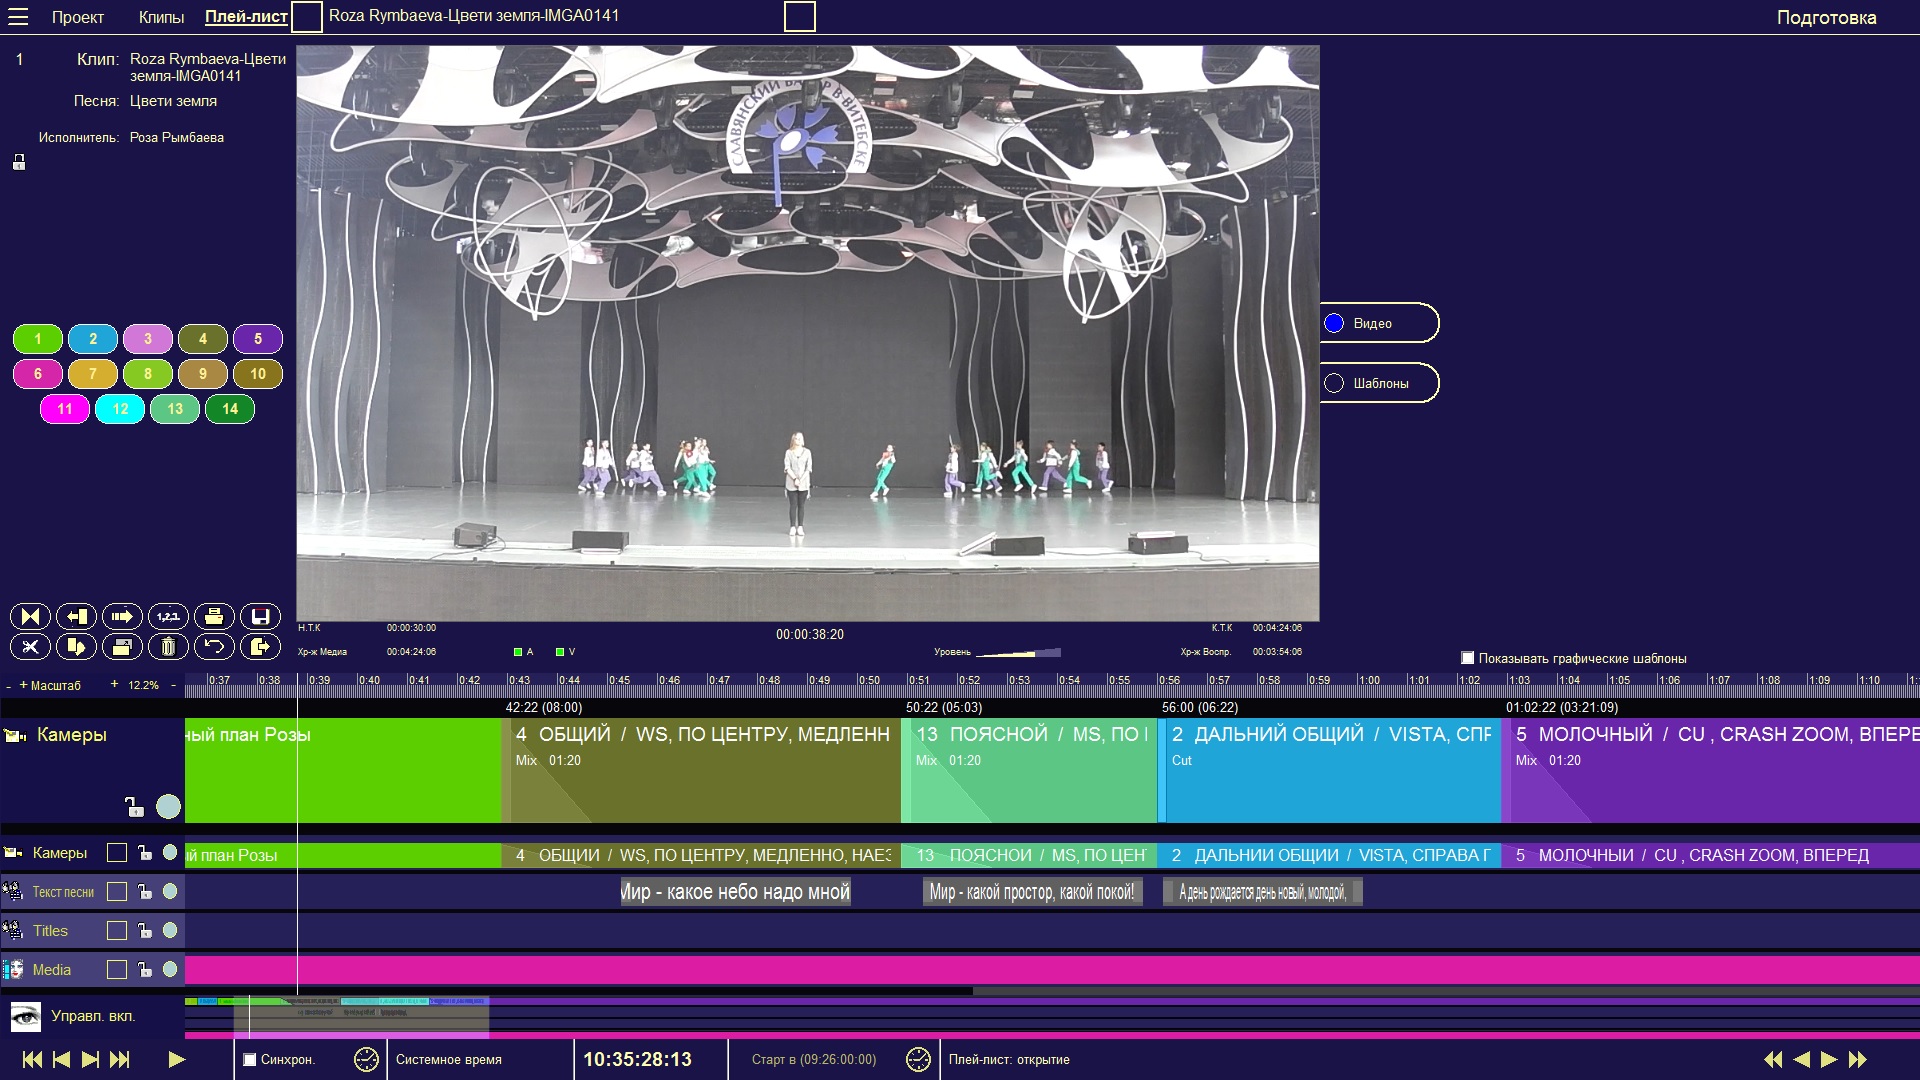 Проект
Клипы
Плей-лист
Roza Rymbaeva-Цвети земля-IMGA0141
Подготовка
1
Клип:
Roza Rymbaeva-Цвети земля-IMGA0141
Песня:
Цвети земля
Исполнитель:
Роза Рымбаева
СЛАВЯНСКИЙ БАЗАР В ВИТЕБСКЕ
Видео
Шаблоны
1 2 3 4 5
6 7 8 9 10
11 12 13 14
1,2,3
Н.Т.К 00:00:30:00
00:00:38:20
К.Т.К 00:04:24:06
Хр-ж Медиа 00:04:24:06
A V
Уровень
Хр-ж Воспр. 00:03:54:06
Показывать графические шаблоны
- + Масштаб + 12.2% -
0:37 0:38 0:39 0:40 0:41 0:42 0:43 0:44 0:45 0:46 0:47 0:48 0:49 0:50 0:51 0:52 0:53 0:54 0:55 0:56 0:57 0:58 0:59 1:00 1:01 1:02 1:03 1:04 1:05 1:06 1:07 1:08 1:09 1:10
42:22 (08:00) 50:22 (05:03) 56:00 (06:22) 01:02:22 (03:21:09)
Камеры
ный план Розы
4 ОБЩИЙ / WS, ПО ЦЕНТРУ, МЕДЛЕНН
Mix 01:20
13 ПОЯСНОЙ / MS, ПО
Mix 01:20
2 ДАЛЬНИЙ ОБЩИЙ / VISTA, СПР
Cut
5 МОЛОЧНЫЙ / CU , CRASH ZOOM, ВПЕРЕ
Mix 01:20
Камеры
й план Розы
4 ОБЩИЙ / WS, ПО ЦЕНТРУ, МЕДЛЕННО, НАЕЗ
13 ПОЯСНОЙ / MS, ПО ЦЕН
2 ДАЛЬНИЙ ОБЩИЙ / VISTA, СПРАВА
5 МОЛОЧНЫЙ / CU , CRASH ZOOM, ВПЕРЕД
Текст песни
Мир - какое небо надо мной
Мир - какой простор, какой покой!
А день рождается день новый, молодой,
Titles
Media
Управл. вкл.
Синхрон.
Системное время
10:35:28:13
Старт в (09:26:00:00)
Плей-лист: открытие